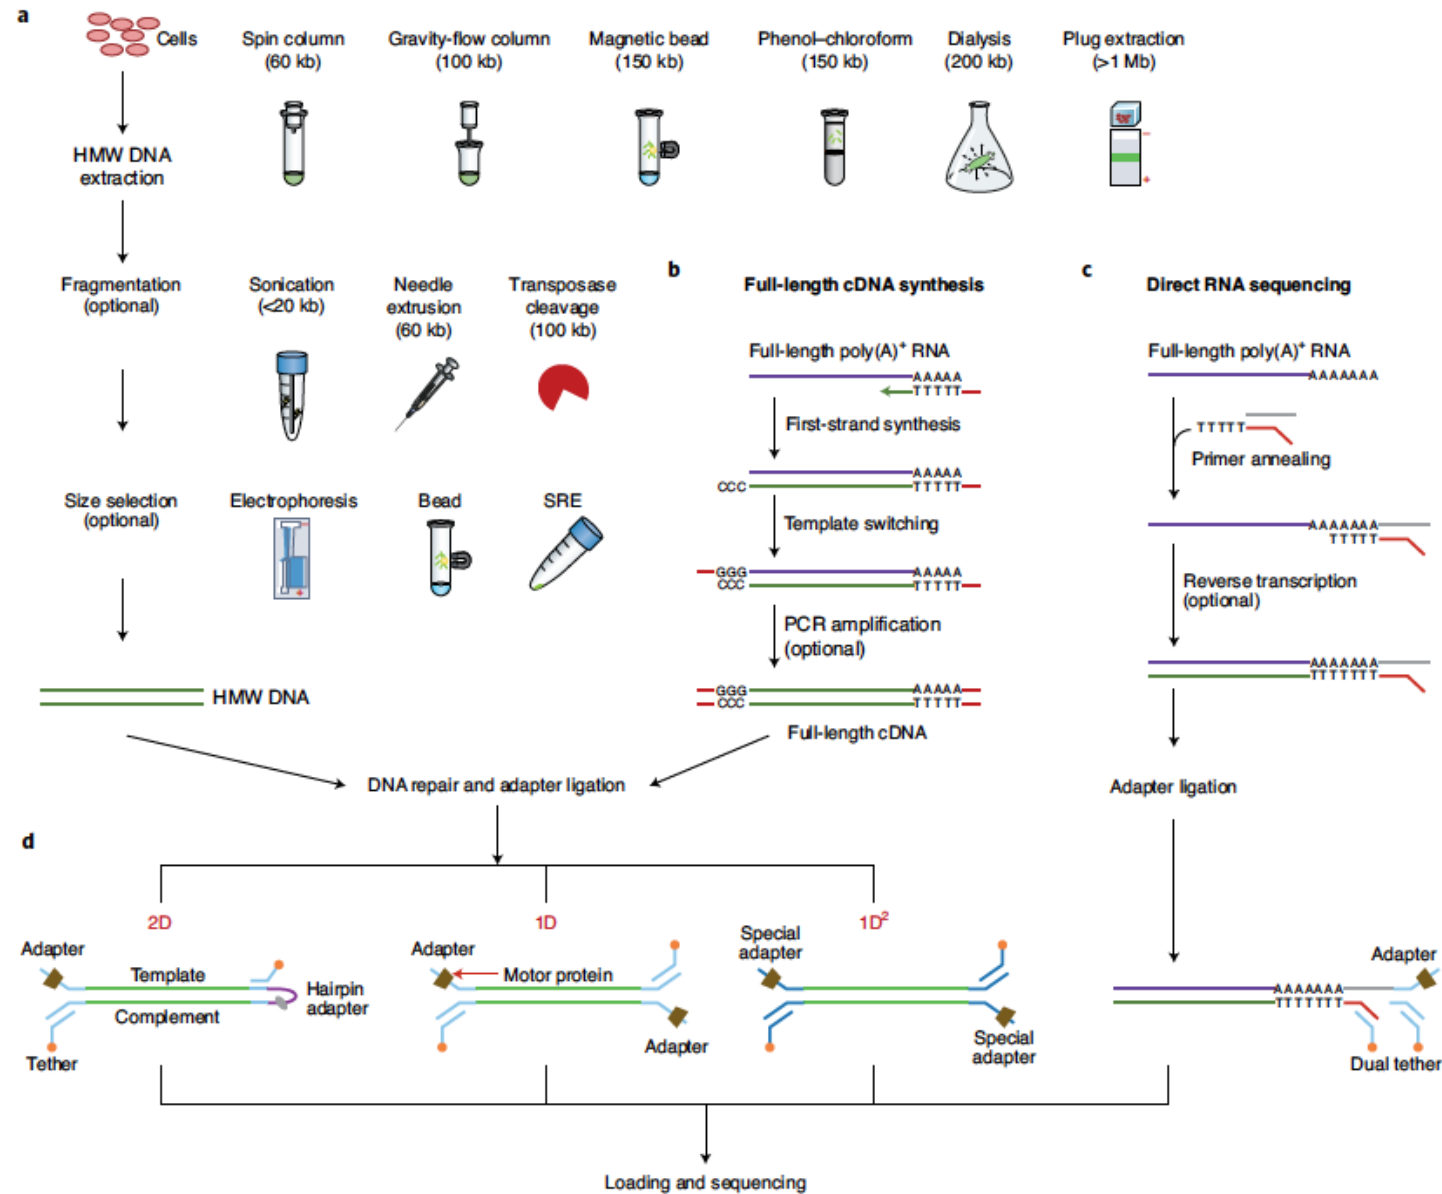 a
Cells
Spin column
(60 kb)
Gravity-flow column
(100 kb)
Magnetic bead
(150 kb)
Phenol–chloroform
(150 kb)
Dialysis
(200 kb)
Plug extraction
(>1 Mb)
–
+
HMW DNA
extraction
Fragmentation
(optional)
Sonication
(<20 kb)
Needle
extrusion
(60 kb)
Transposase
cleavage
(100 kb)
Size selection
(optional)
Electrophoresis
–
+
Bead
SRE
HMW DNA
b
Full-length cDNA synthesis
Full-length poly(A)⁺ RNA
AAAAA
TTTTT
First-strand synthesis
AAAAA
CCC TTTTT
Template switching
GGG AAAAA
CCC TTTTT
PCR amplification
(optional)
GGG AAAAA
CCC TTTTT
Full-length cDNA
c
Direct RNA sequencing
Full-length poly(A)⁺ RNA
AAAAAAA
TTTTT
Primer annealing
AAAAAAA
TTTTT
Reverse transcription
(optional)
AAAAAAA
TTTTTTT
Adapter ligation
DNA repair and adapter ligation
d
2D
Adapter
Template
Complement
Hairpin
adapter
Tether
1D
Adapter
Motor protein
Adapter
1D²
Special
adapter
Special
adapter
Adapter
AAAAAAA
TTTTTTT
Dual tether
Loading and sequencing